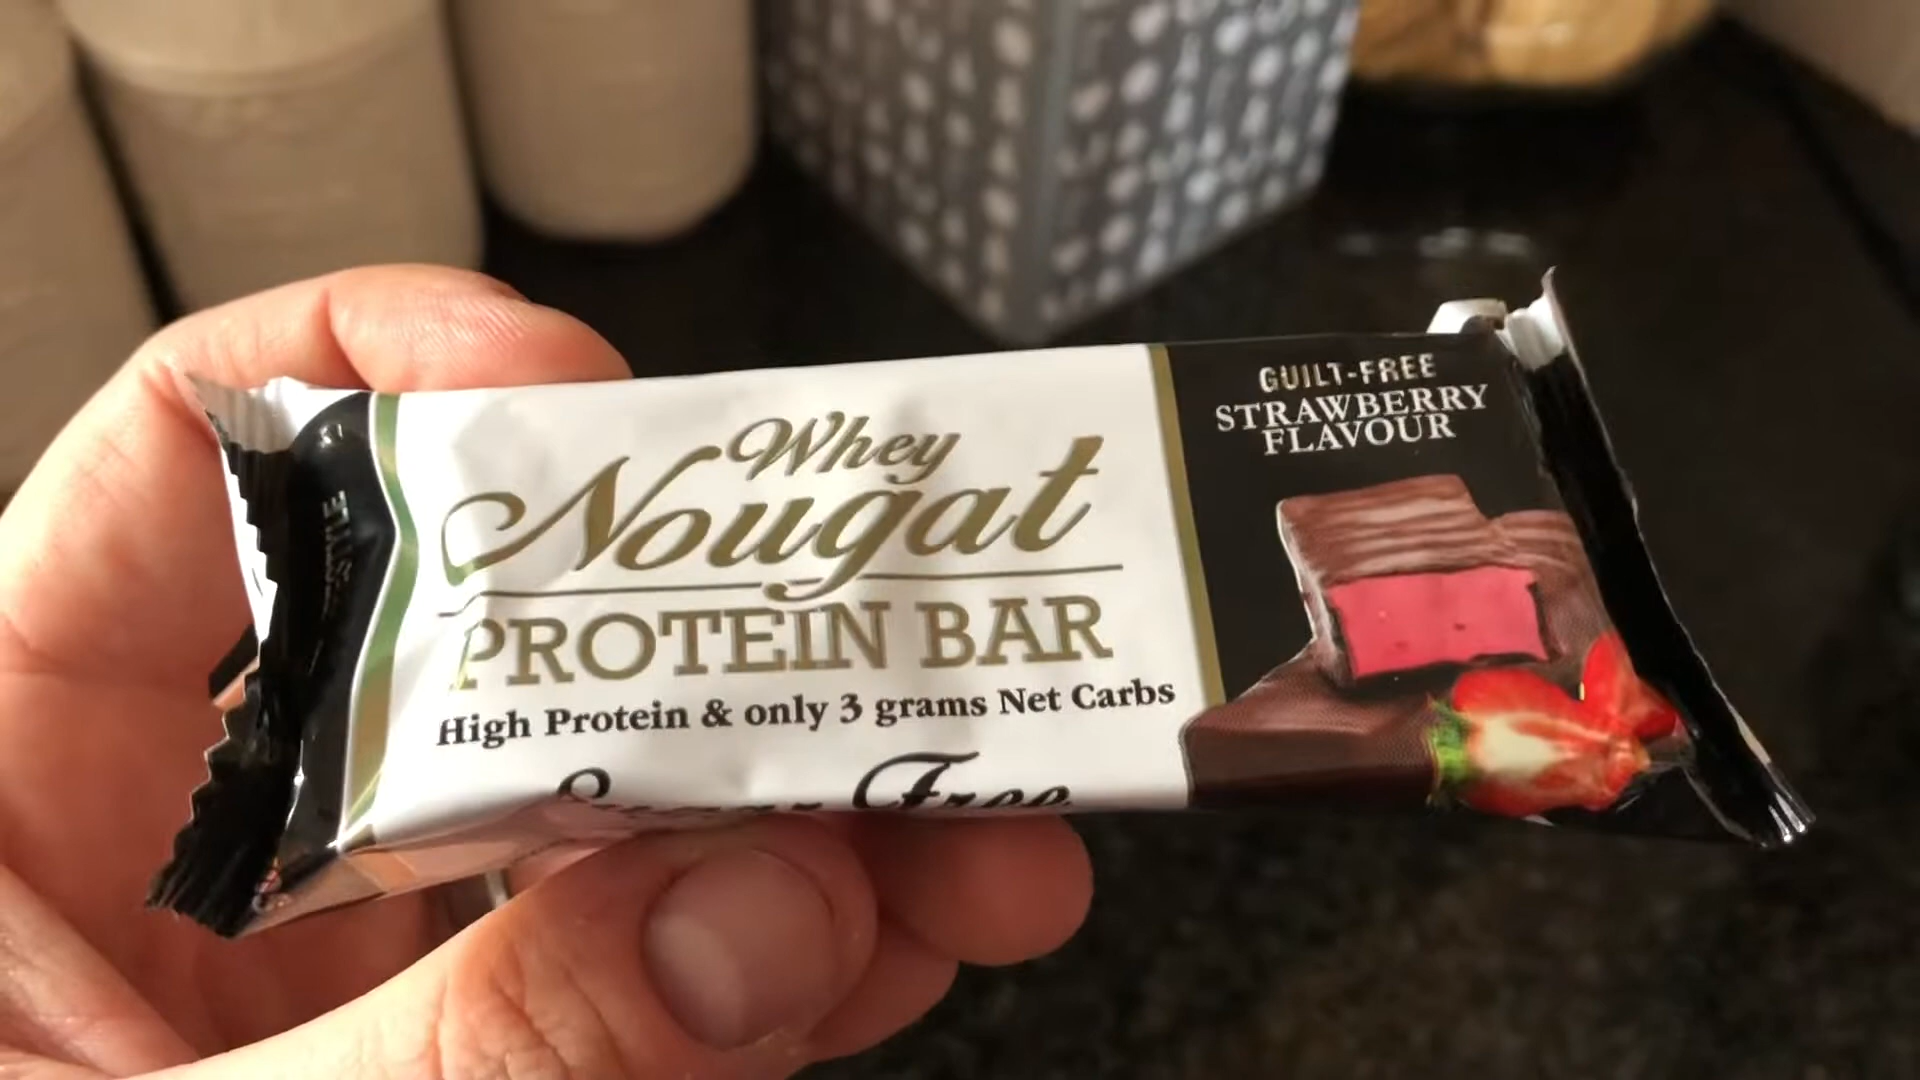 GUILT-FREE
STRAWBERRY
FLAVOUR
Whey
Nougat
PROTEIN BAR
High Protein & only 3 grams Net Carbs
Sugar Free